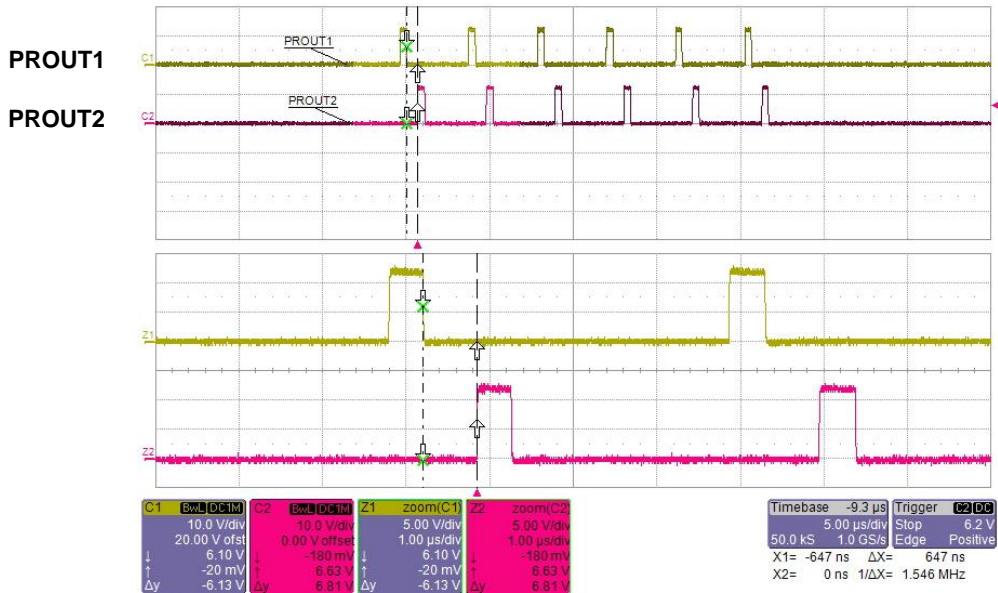 PROUT1
PROUT2
PROUT1
C1
PROUT2
C2
Z1
Z2
C1 BwL DC1M
10.0 V/div
20.00 V ofst
↓ 6.10 V
↑ -20 mV
Δy -6.13 V
C2 BwL DC1M
10.0 V/div
0.00 V offset
↓ -180 mV
↑ 6.63 V
Δy 6.81 V
Z1 zoom(C1)
5.00 V/div
1.00 µs/div
↓ 6.10 V
↑ -20 mV
Δy -6.13 V
Z2 zoom(C2)
5.00 V/div
1.00 µs/div
↓ -180 mV
↑ 6.63 V
Δy 6.81 V
Timebase -9.3 µs
5.00 µs/div
50.0 kS 1.0 GS/s
Trigger C2 DC
Stop 6.2 V
Edge Positive
X1= -647 ns ΔX= 647 ns
X2= 0 ns 1/ΔX= 1.546 MHz